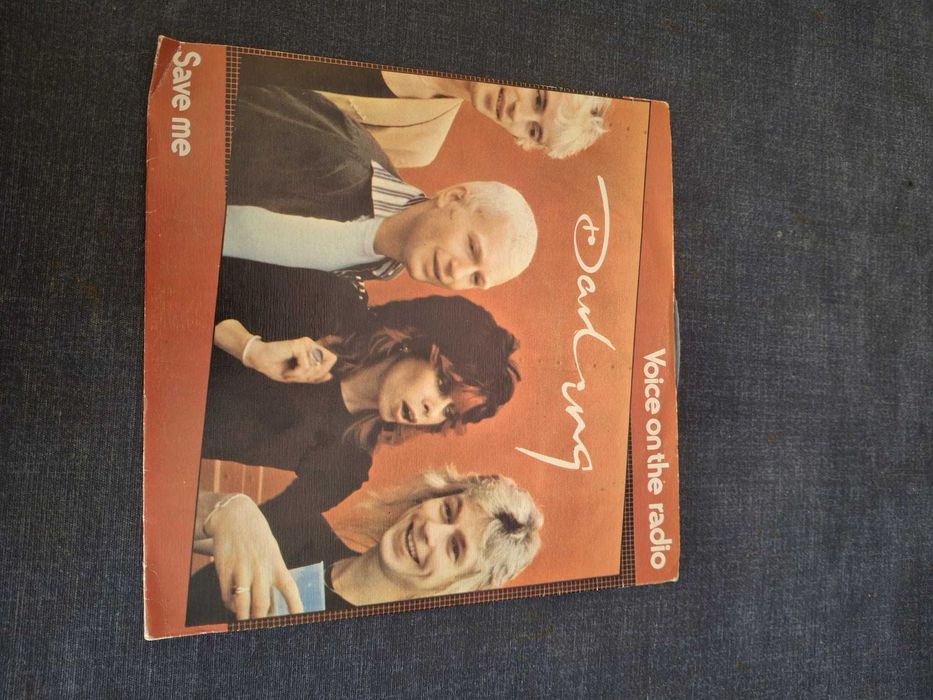 Voice on the radio
Darling
Save me